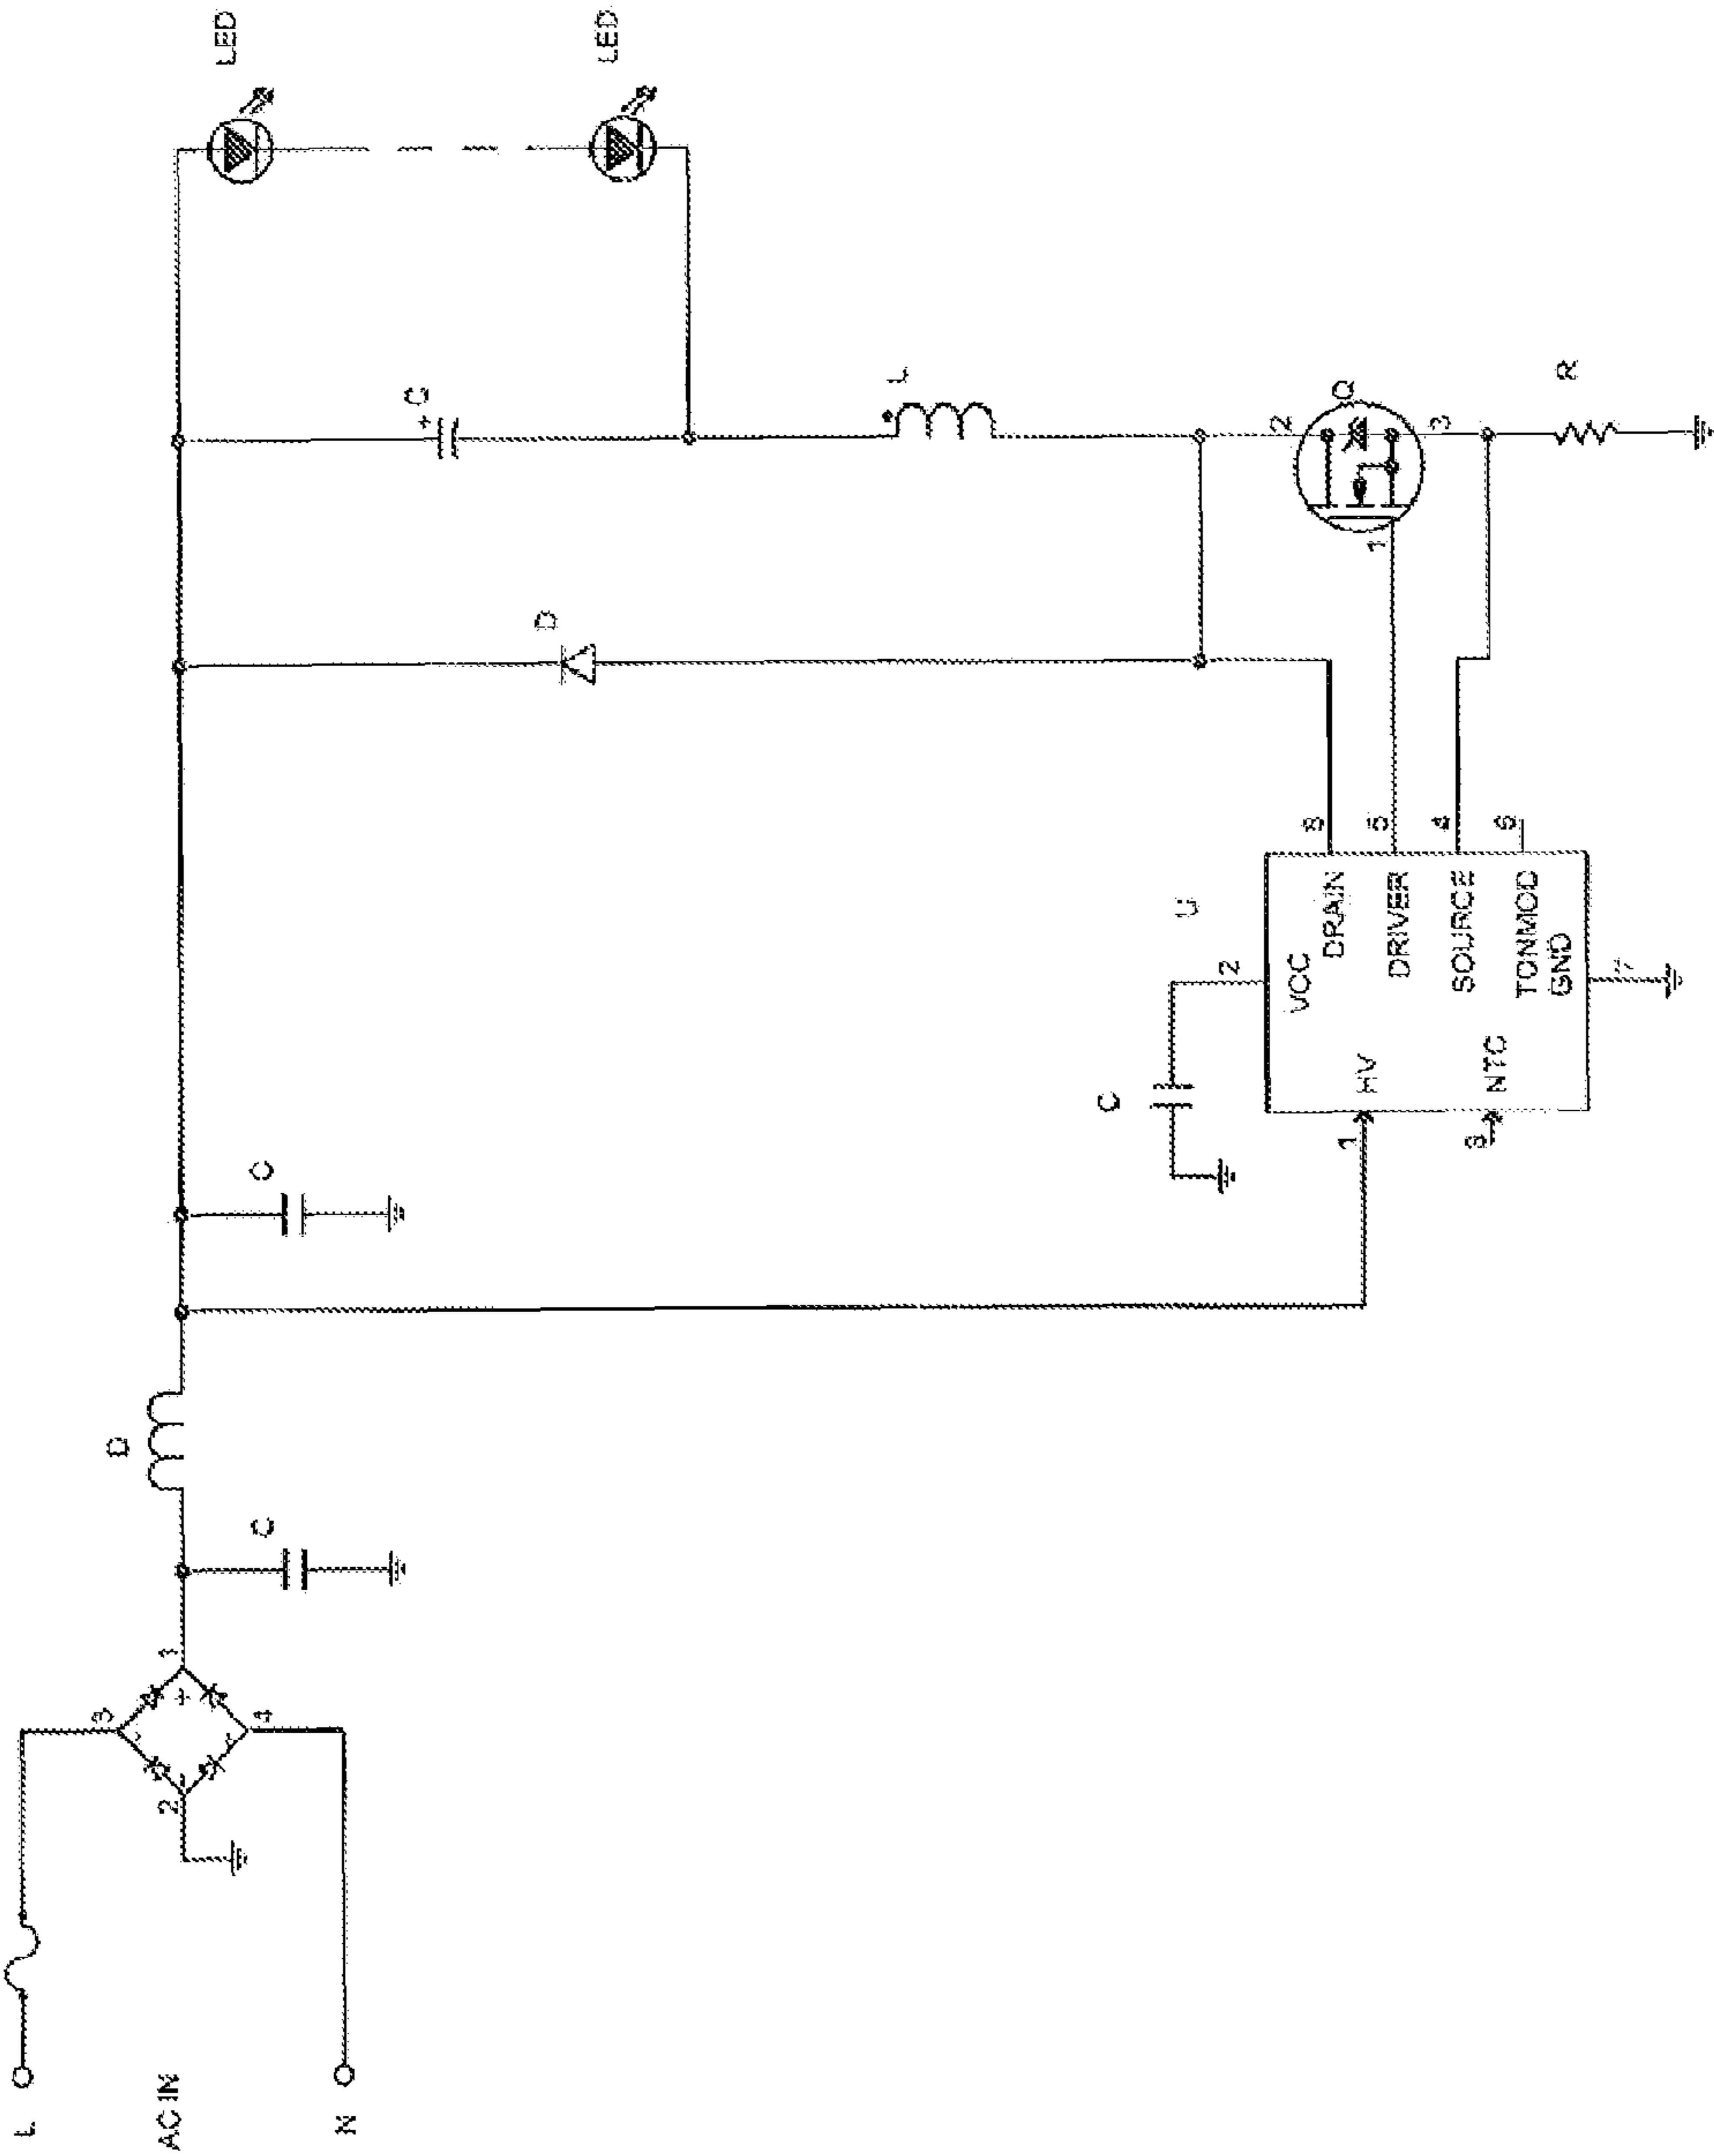 L
AC IN
N
3
1
2
4
+
-
C
D
C
D
+
C
LED
LED
L
C
U
2
VCC
1
HV
NTC
DRAIN
DRIVER
5
SOURCE
4
TONMOD
6
GND
7
2
Q
1
3
R